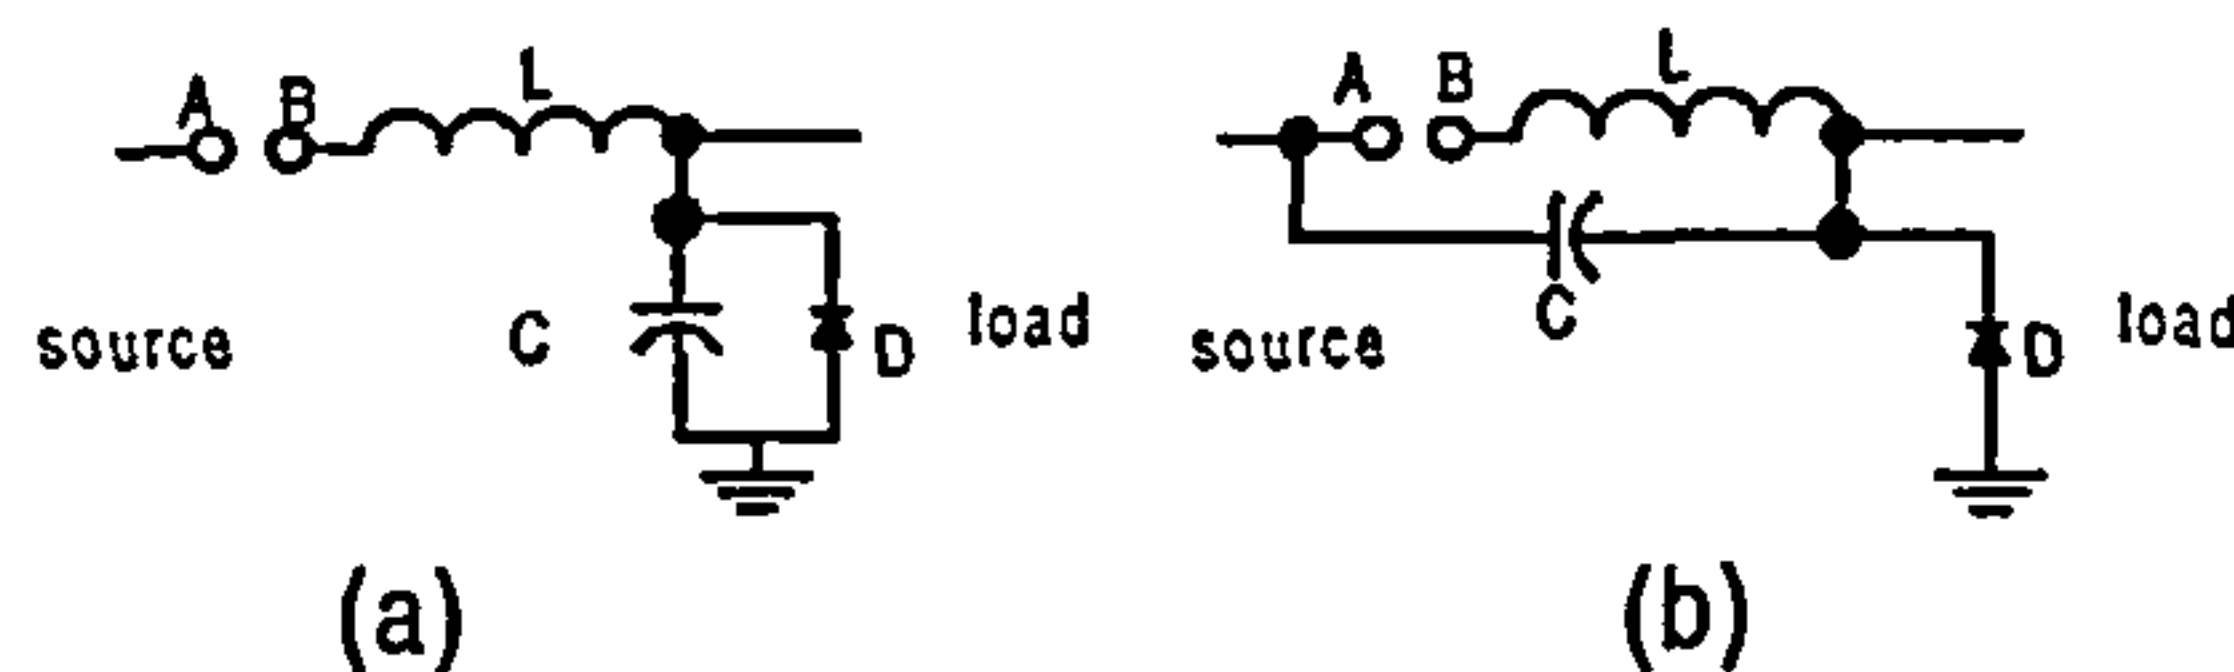 A B L
C D
source load
(a)
A B L
C D
source load
(b)